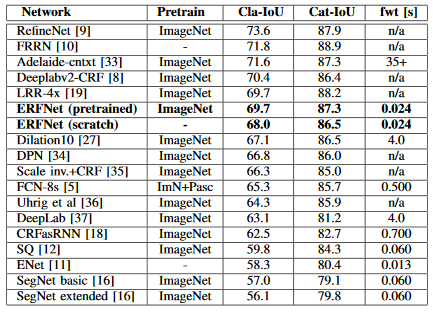 Network Pretrain Cla-IoU Cat-IoU fwt [s]
RefineNet [9] ImageNet 73.6 87.9 n/a
FRRN [10] - 71.8 88.9 n/a
Adelaide-cntxt [33] ImageNet 71.6 87.3 35+
Deeplabv2-CRF [8] ImageNet 70.4 86.4 n/a
LRR-4x [19] ImageNet 69.7 88.2 n/a
ERFNet (pretrained) ImageNet 69.7 87.3 0.024
ERFNet (scratch) - 68.0 86.5 0.024
Dilation10 [27] ImageNet 67.1 86.5 4.0
DPN [34] ImageNet 66.8 86.0 n/a
Scale inv.+CRF [35] ImageNet 66.3 85.0 n/a
FCN-8s [5] ImN+Pasc 65.3 85.7 0.500
Uhrig et al [36] ImageNet 64.3 85.9 n/a
DeepLab [37] ImageNet 63.1 81.2 4.0
CRFasRNN [18] ImageNet 62.5 82.7 0.700
SQ [12] ImageNet 59.8 84.3 0.060
ENet [11] - 58.3 80.4 0.013
SegNet basic [16] ImageNet 57.0 79.1 0.060
SegNet extended [16] ImageNet 56.1 79.8 0.060